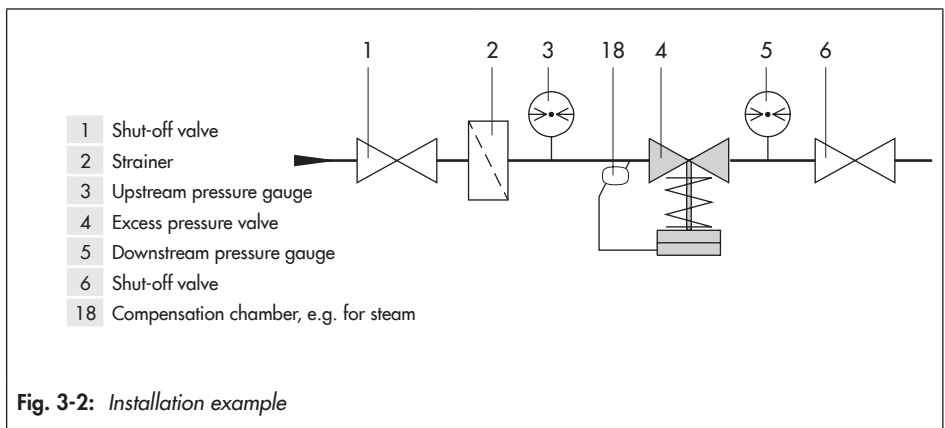 1 2 3 18 4 5 6
1 Shut-off valve
2 Strainer
3 Upstream pressure gauge
4 Excess pressure valve
5 Downstream pressure gauge
6 Shut-off valve
18 Compensation chamber, e.g. for steam
Fig. 3-2: Installation example